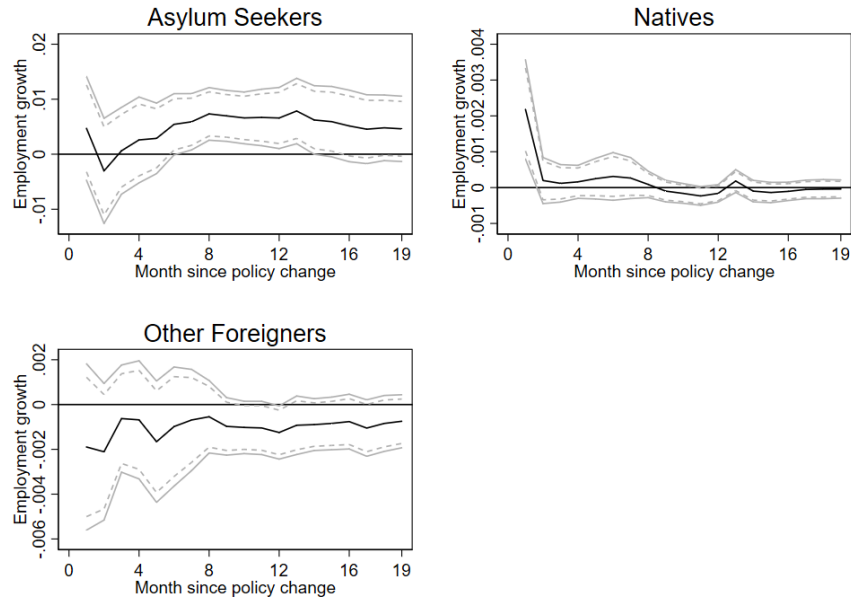 Asylum Seekers
Employment growth
-.01 0 .01 .02
0 4 8 12 16 19
Month since policy change
Natives
Employment growth
-.001 0 .001 .002 .003 .004
0 4 8 12 16 19
Month since policy change
Other Foreigners
Employment growth
-.006 -.004 -.002 0 .002
0 4 8 12 16 19
Month since policy change